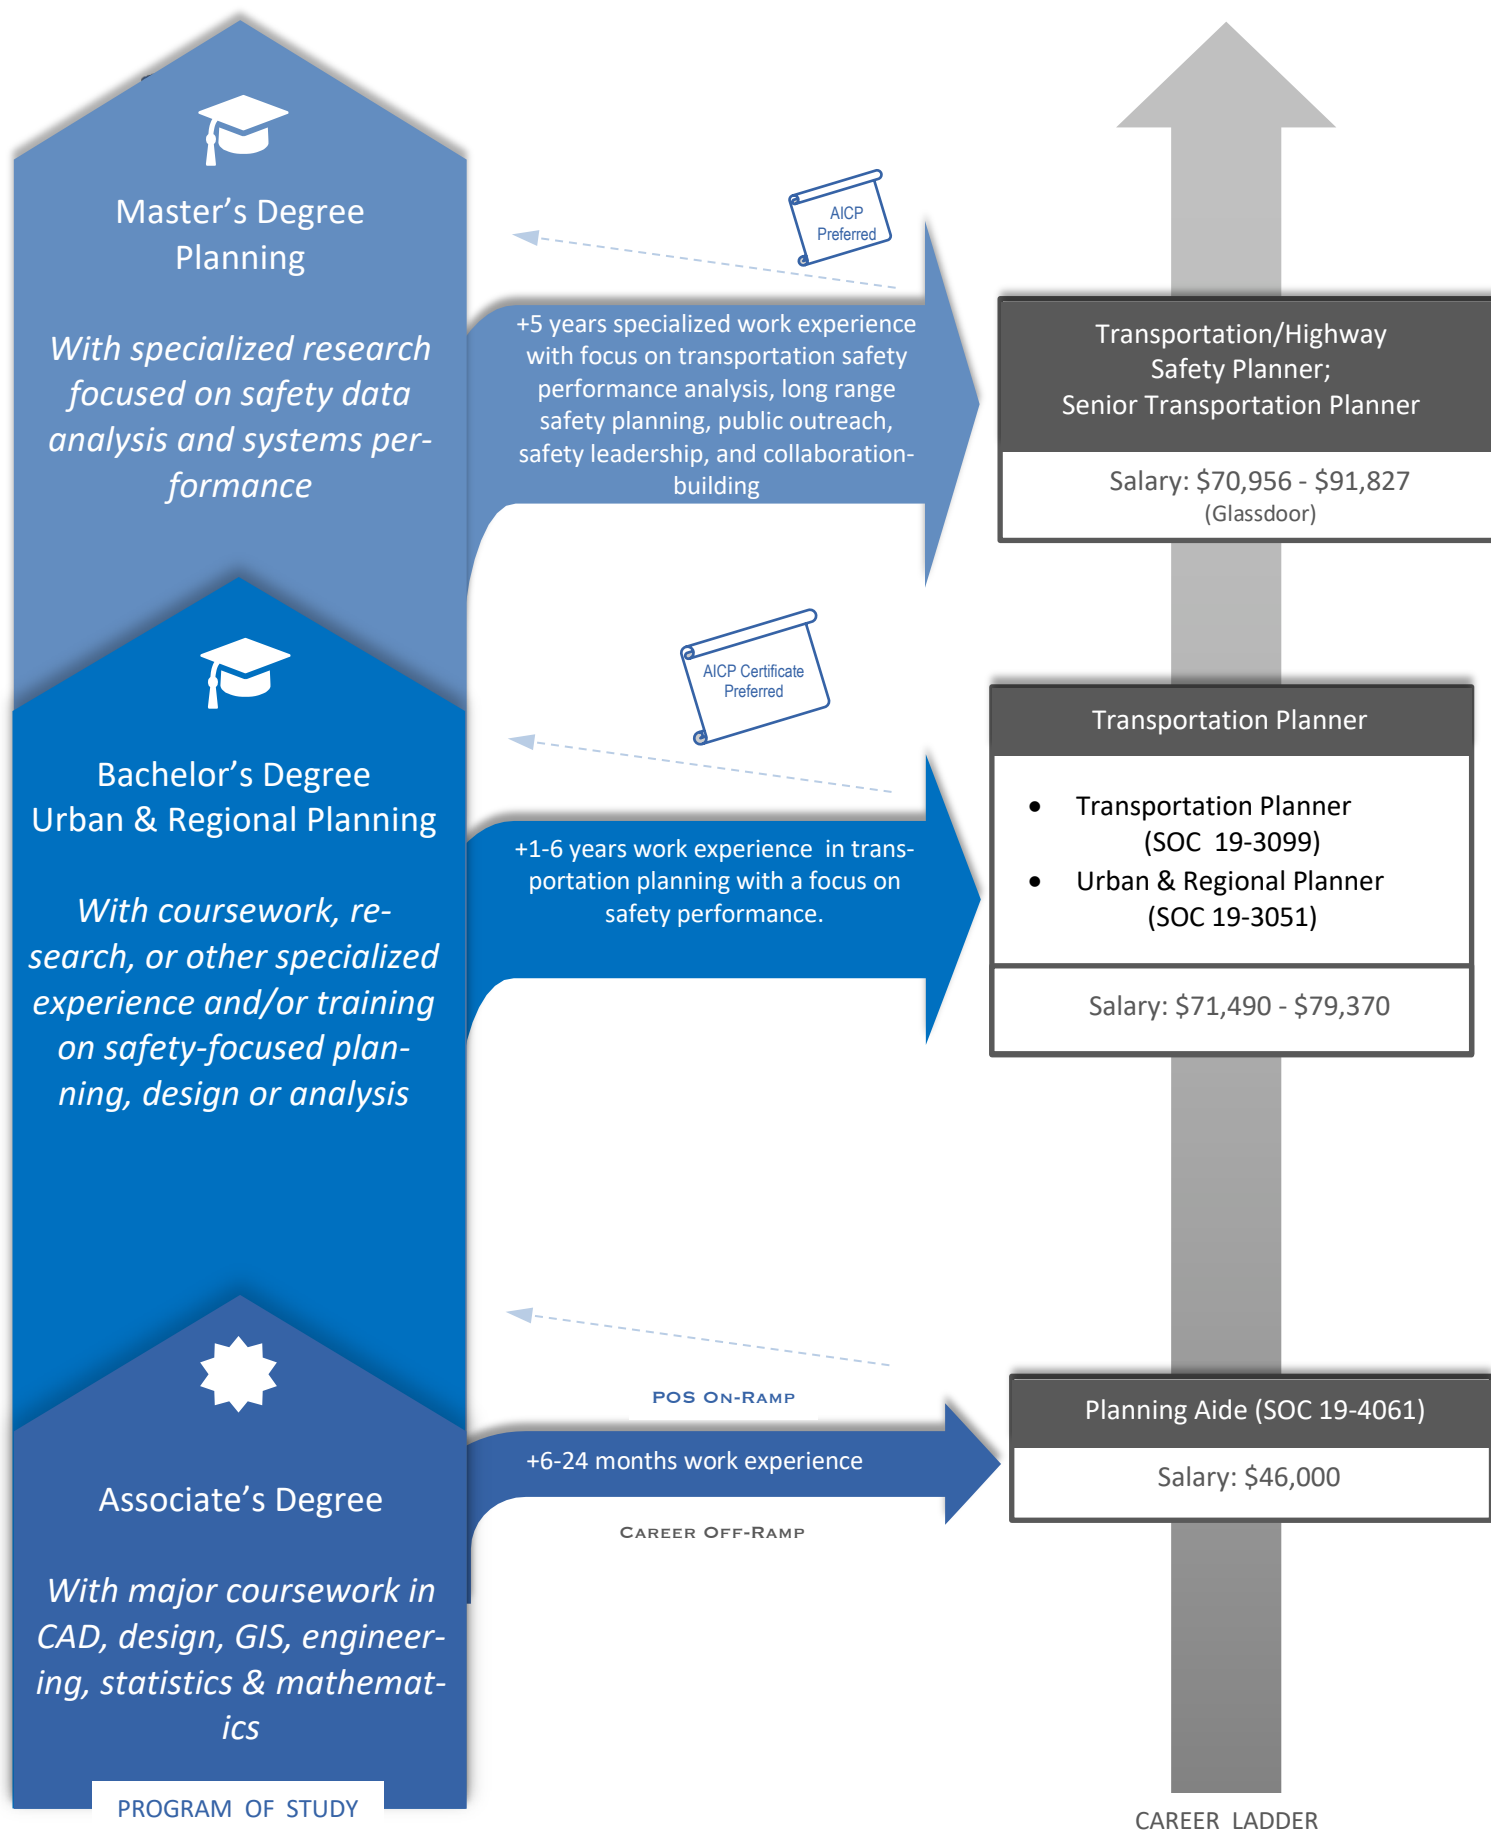 Master's Degree
Planning
With specialized research
focused on safety data
analysis and systems per-
formance
AICP
Preferred
+5 years specialized work experience
with focus on transportation safety
performance analysis, long range
safety planning, public outreach,
safety leadership, and collaboration-
building
Transportation/Highway
Safety Planner;
Senior Transportation Planner
Salary: $70,956 - $91,827
(Glassdoor)
Bachelor's Degree
Urban & Regional Planning
With coursework, re-
search, or other specialized
experience and/or training
on safety-focused plan-
ning, design or analysis
AICP Certificate
Preferred
+1-6 years work experience  in trans-
portation planning with a focus on
safety performance.
Transportation Planner
• Transportation Planner
(SOC  19-3099)
• Urban & Regional Planner
(SOC 19-3051)
Salary: $71,490 - $79,370
Associate's Degree
With major coursework in
CAD, design, GIS, engineer-
ing, statistics & mathemat-
ics
POS On-Ramp
+6-24 months work experience
Career Off-Ramp
Planning Aide (SOC 19-4061)
Salary: $46,000
PROGRAM OF STUDY
CAREER LADDER